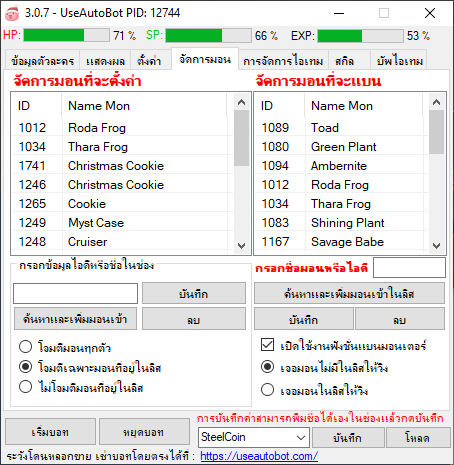 3.0.7 - UseAutoBot PID: 12744
HP: 71 % SP: 66 % EXP: 53 %
ข้อมูลตัวละคร แสดงผล ตั้งค่า จัดการมอน การจัดการไอเทม สกิล บัพไอเทม
จัดการมอนที่จะตั้งค่า จัดการมอนที่จะแบน
ID Name Mon ID Name Mon
1012 Roda Frog 1089 Toad
1034 Thara Frog 1080 Green Plant
1741 Christmas Cookie 1094 Ambernite
1246 Christmas Cookie 1012 Roda Frog
1265 Cookie 1034 Thara Frog
1249 Myst Case 1083 Shining Plant
1248 Cruiser 1167 Savage Babe
กรอกข้อมูลไอดีหรือชื่อในช่อง กรอกชื่อมอนหรือไอดี
บันทึก ค้นหาและเพิ่มมอนเข้าในลิส
ค้นหาและเพิ่มมอนเข้า ลบ บันทึก ลบ
โจมตีมอนทุกตัว เปิดใช้งานฟังชั่นแบนมอนเตอร์
โจมตีเฉพาะมอนที่อยู่ในลิส เจอมอนไม่มีในลิสให้วิ่ง
ไม่โจมตีมอนที่อยู่ในลิส เจอมอนในลิสให้วิ่ง
การบันทึกค่าสามารถพิมชื่อได้เองในช่องแล้วกดบันทึก
เริ่มบอท หยุดบอท SteelCoin บันทึก โหลด
ระวังโดนหลอกขาย เช่าบอทโดยตรงได้ที่ : https://useautobot.com/